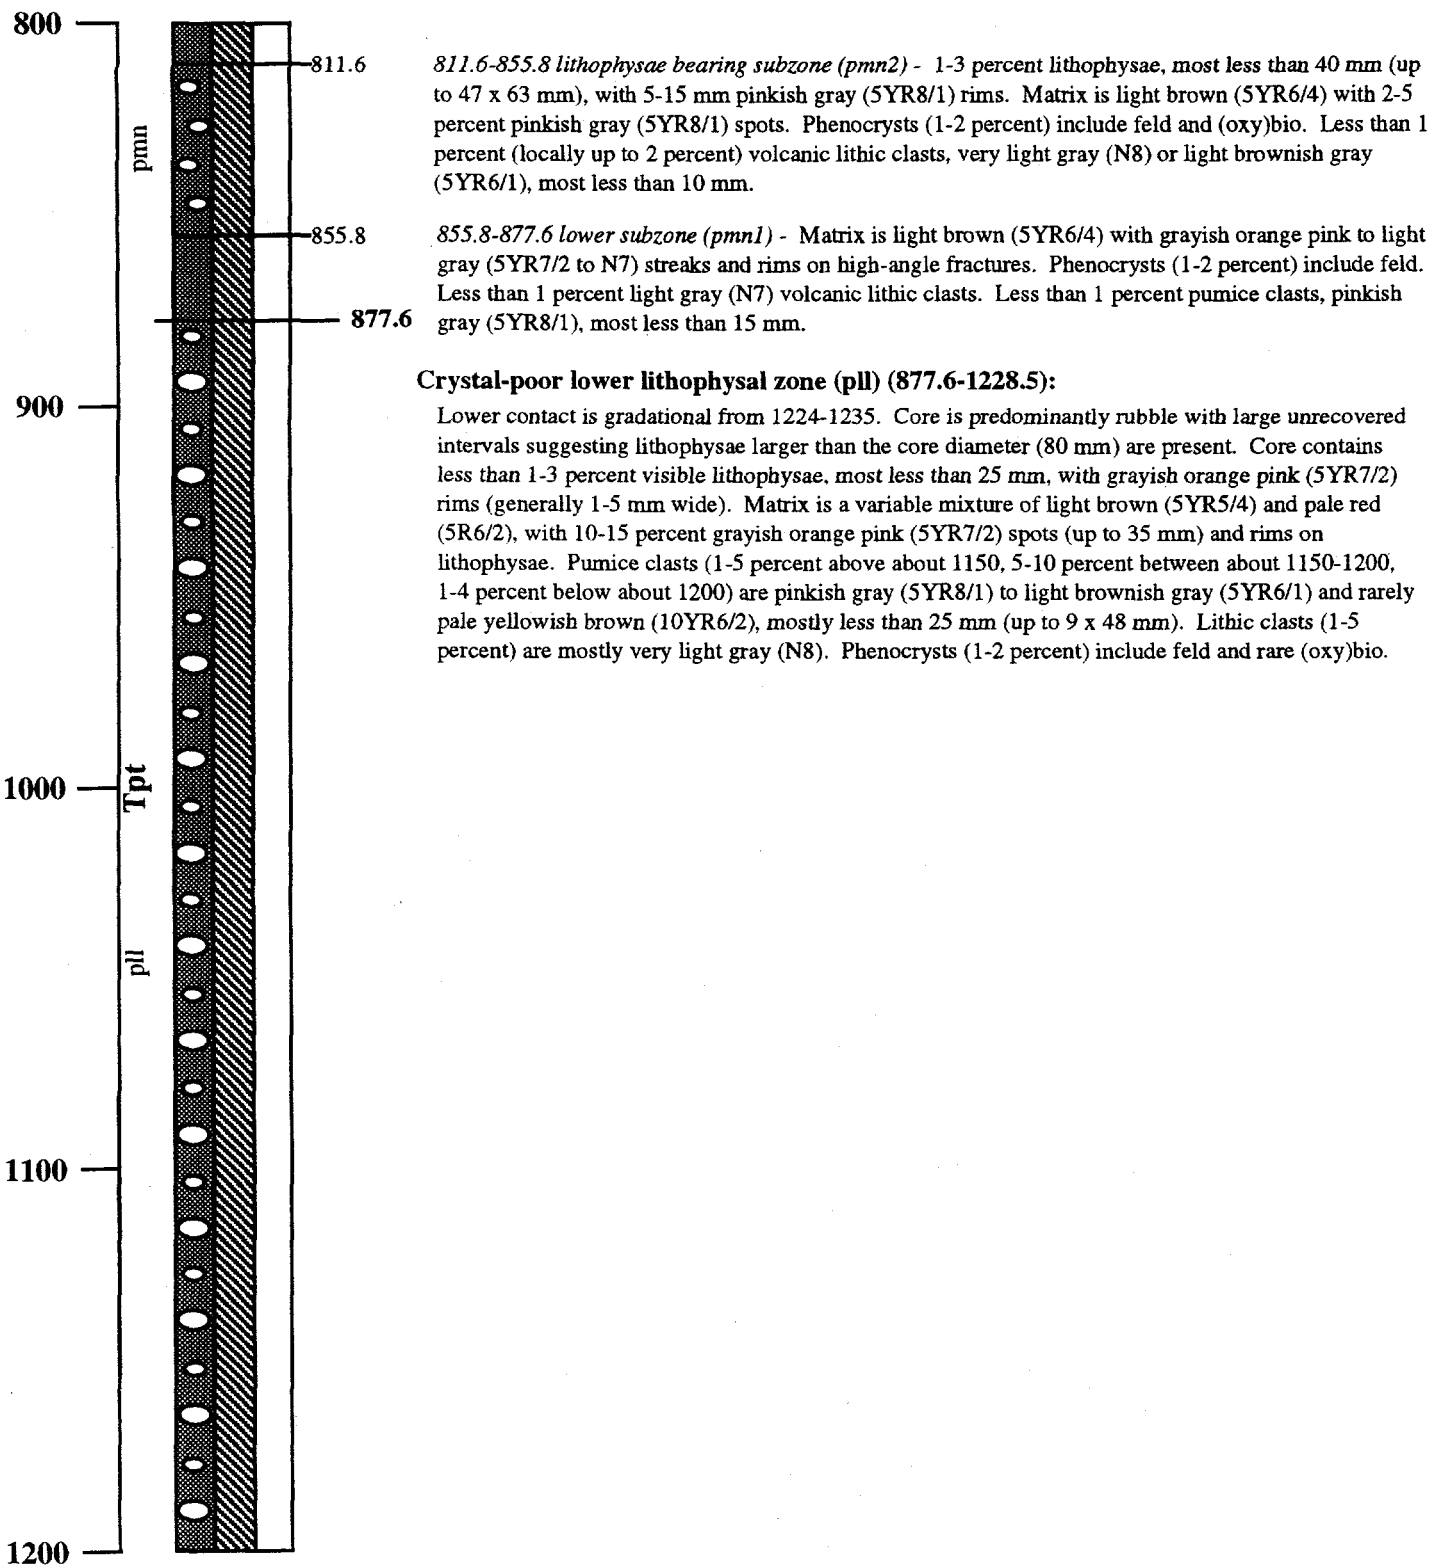 800
811.6
811.6-855.8 lithophysae bearing subzone (pmn2) - 1-3 percent lithophysae, most less than 40 mm (up
to 47 x 63 mm), with 5-15 mm pinkish gray (5YR8/1) rims. Matrix is light brown (5YR6/4) with 2-5
percent pinkish gray (5YR8/1) spots. Phenocrysts (1-2 percent) include feld and (oxy)bio. Less than 1
percent (locally up to 2 percent) volcanic lithic clasts, very light gray (N8) or light brownish gray
(5YR6/1), most less than 10 mm.
pmn
855.8
855.8-877.6 lower subzone (pmn1) - Matrix is light brown (5YR6/4) with grayish orange pink to light
gray (5YR7/2 to N7) streaks and rims on high-angle fractures. Phenocrysts (1-2 percent) include feld.
Less than 1 percent light gray (N7) volcanic lithic clasts. Less than 1 percent pumice clasts, pinkish
gray (5YR8/1), most less than 15 mm.
877.6
Crystal-poor lower lithophysal zone (pll) (877.6-1228.5):
900
Lower contact is gradational from 1224-1235. Core is predominantly rubble with large unrecovered
intervals suggesting lithophysae larger than the core diameter (80 mm) are present. Core contains
less than 1-3 percent visible lithophysae, most less than 25 mm, with grayish orange pink (5YR7/2)
rims (generally 1-5 mm wide). Matrix is a variable mixture of light brown (5YR5/4) and pale red
(5R6/2), with 10-15 percent grayish orange pink (5YR7/2) spots (up to 35 mm) and rims on
lithophysae. Pumice clasts (1-5 percent above about 1150, 5-10 percent between about 1150-1200,
1-4 percent below about 1200) are pinkish gray (5YR8/1) to light brownish gray (5YR6/1) and rarely
pale yellowish brown (10YR6/2), mostly less than 25 mm (up to 9 x 48 mm). Lithic clasts (1-5
percent) are mostly very light gray (N8). Phenocrysts (1-2 percent) include feld and rare (oxy)bio.
1000
Tpt
pll
1100
1200